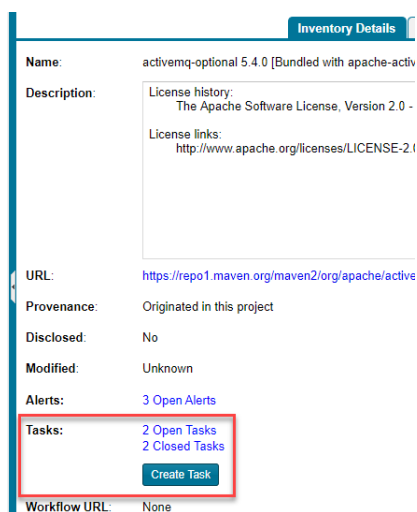 Inventory Details
Name: activemq-optional 5.4.0 [Bundled with apache-activ
Description: License history:
The Apache Software License, Version 2.0 -
License links:
http://www.apache.org/licenses/LICENSE-2.0
URL: https://repo1.maven.org/maven2/org/apache/active
Provenance: Originated in this project
Disclosed: No
Modified: Unknown
Alerts: 3 Open Alerts
Tasks: 2 Open Tasks
2 Closed Tasks
Create Task
Workflow URL: None